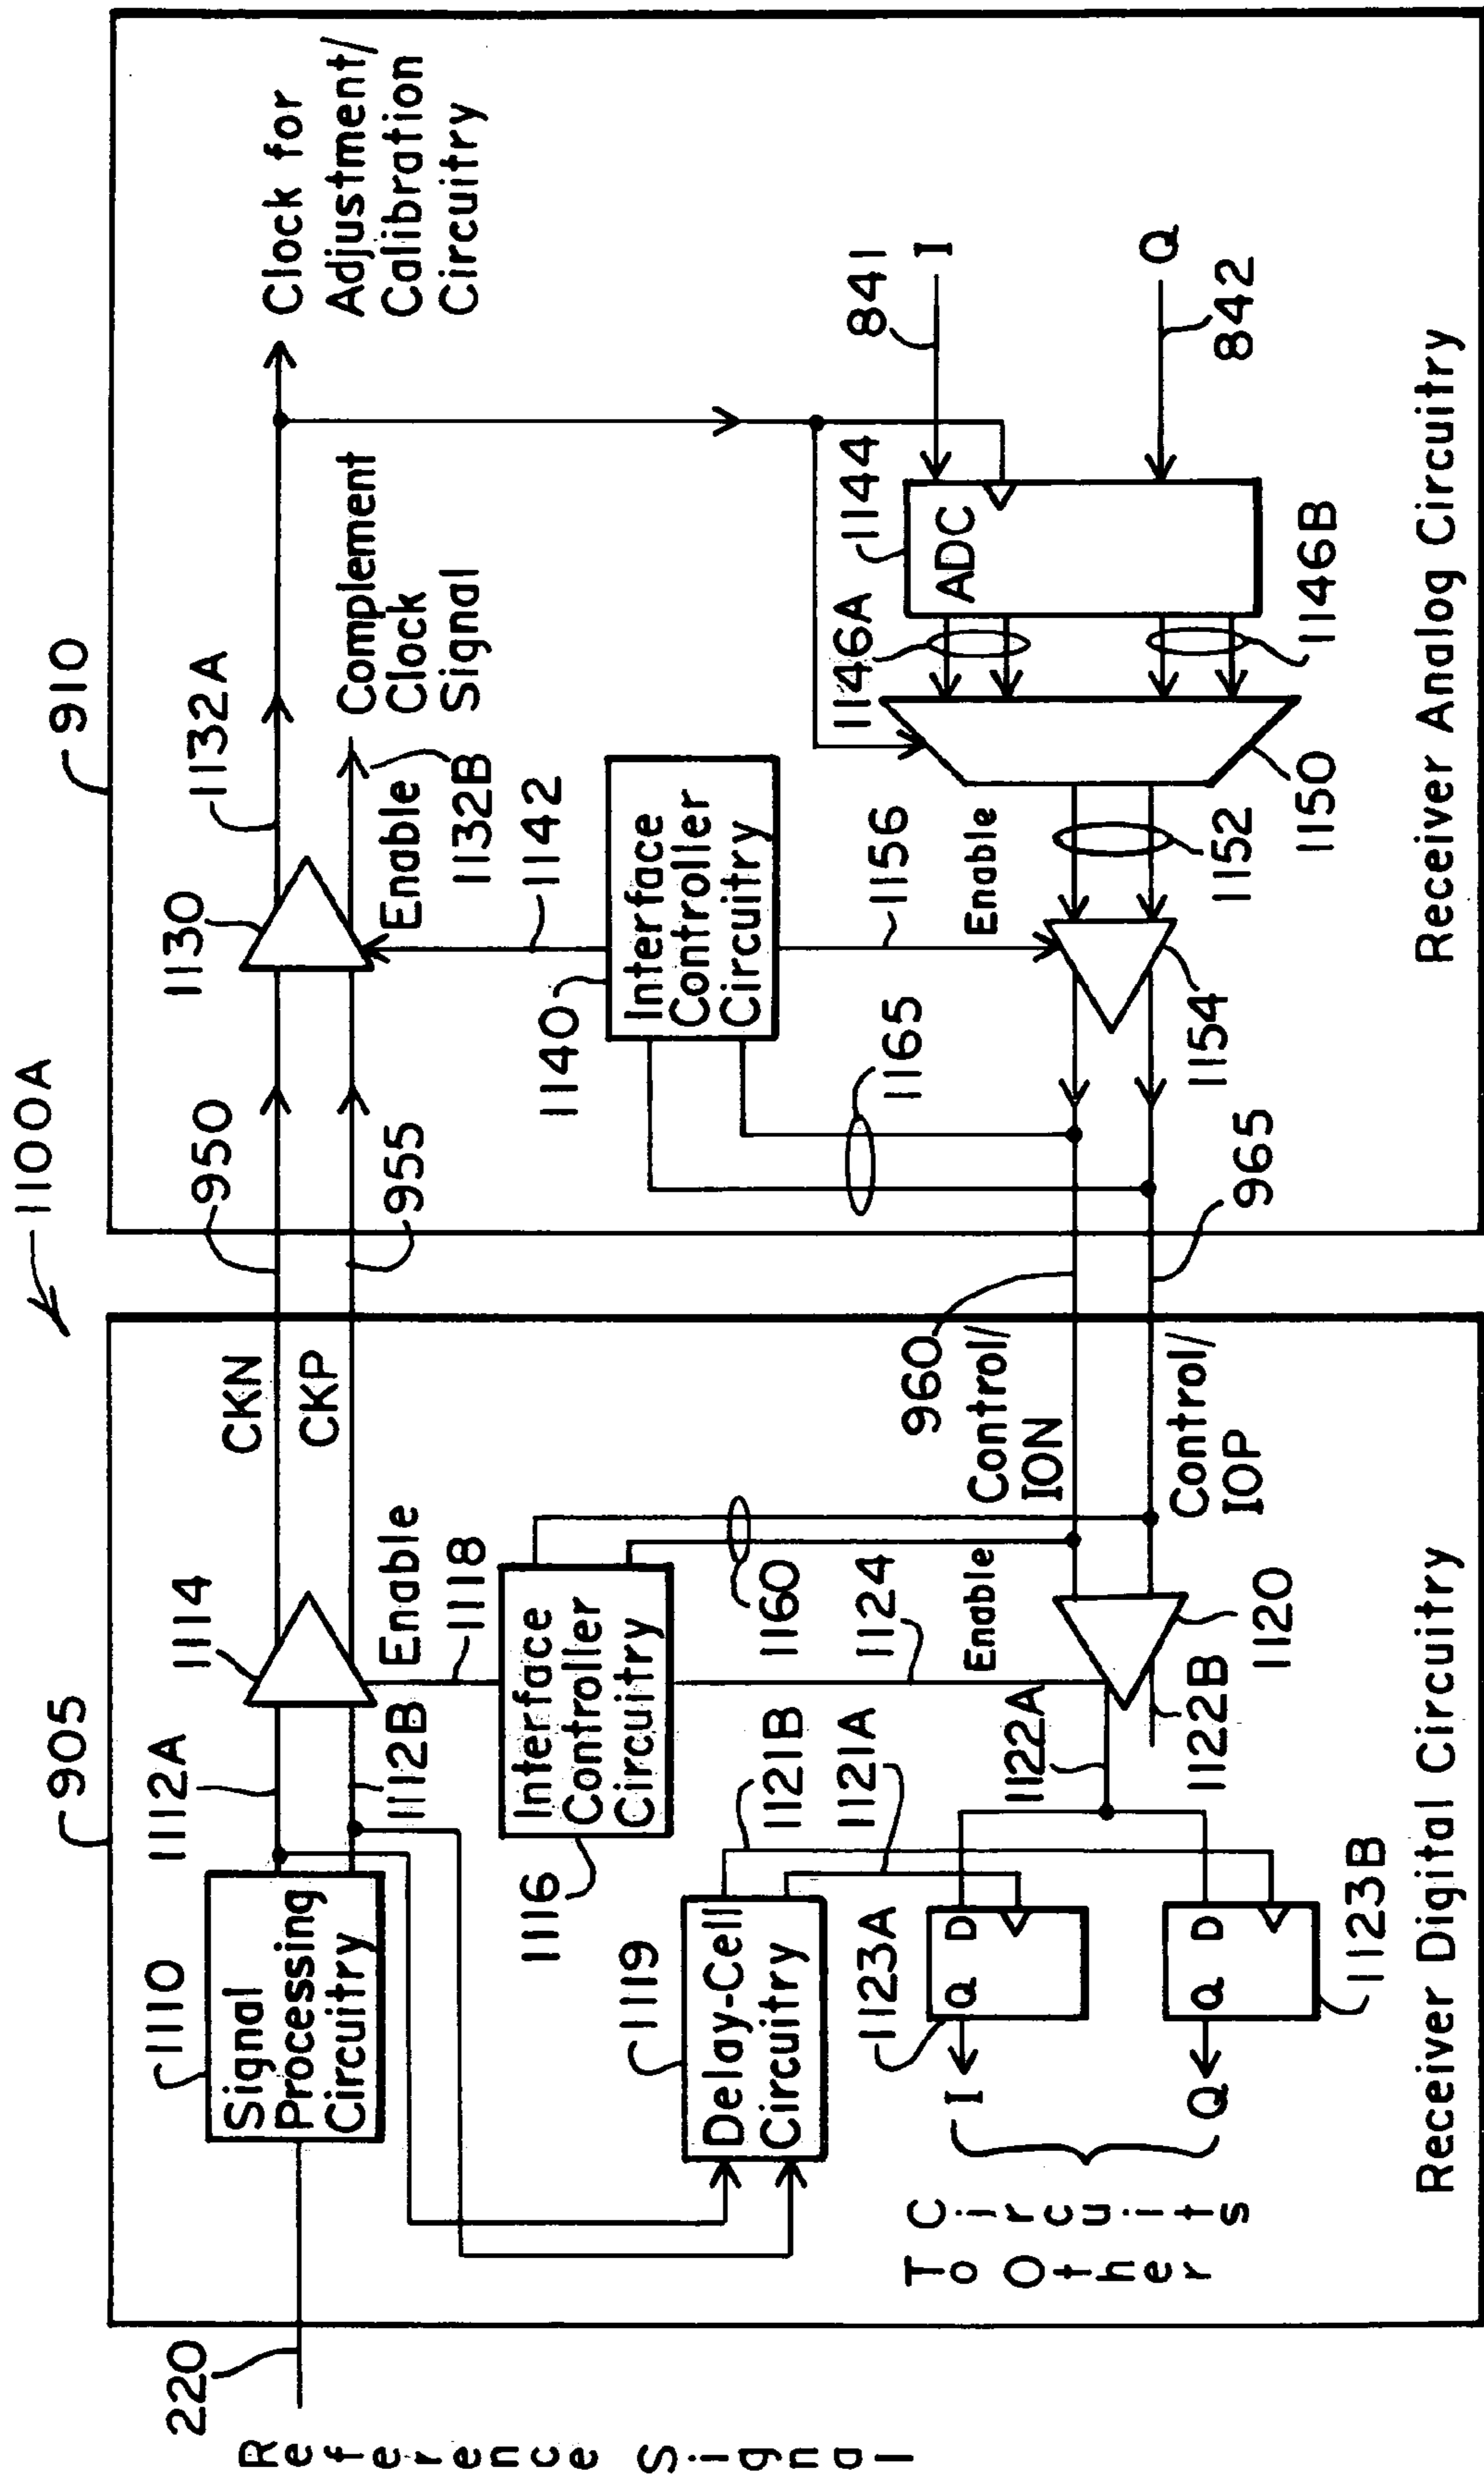 1100A
905
910
Reference Signal
220
1110
Signal
Processing
Circuitry
1112A
1112B
1114
CKN
CKP
950
955
Enable
1118
1116
Interface
Controller
Circuitry
1119
Delay-Cell
Circuitry
1121B
1121A
1160
1124
Enable
1122A
1122B
1120
1123A
Q D
I
1123B
Q D
Q
To Other
Circuits
960
Control/
ION
Control/
IOP
965
Receiver Digital Circuitry
1130
1132A
Clock for
Adjustment/
Calibration
Circuitry
Complement
Clock
Signal
1132B
Enable
1142
1140
Interface
Controller
Circuitry
1165
1156
Enable
1154
1152
1150
1146A
1146B
1144
ADC
841
I
Q
842
Receiver Analog Circuitry